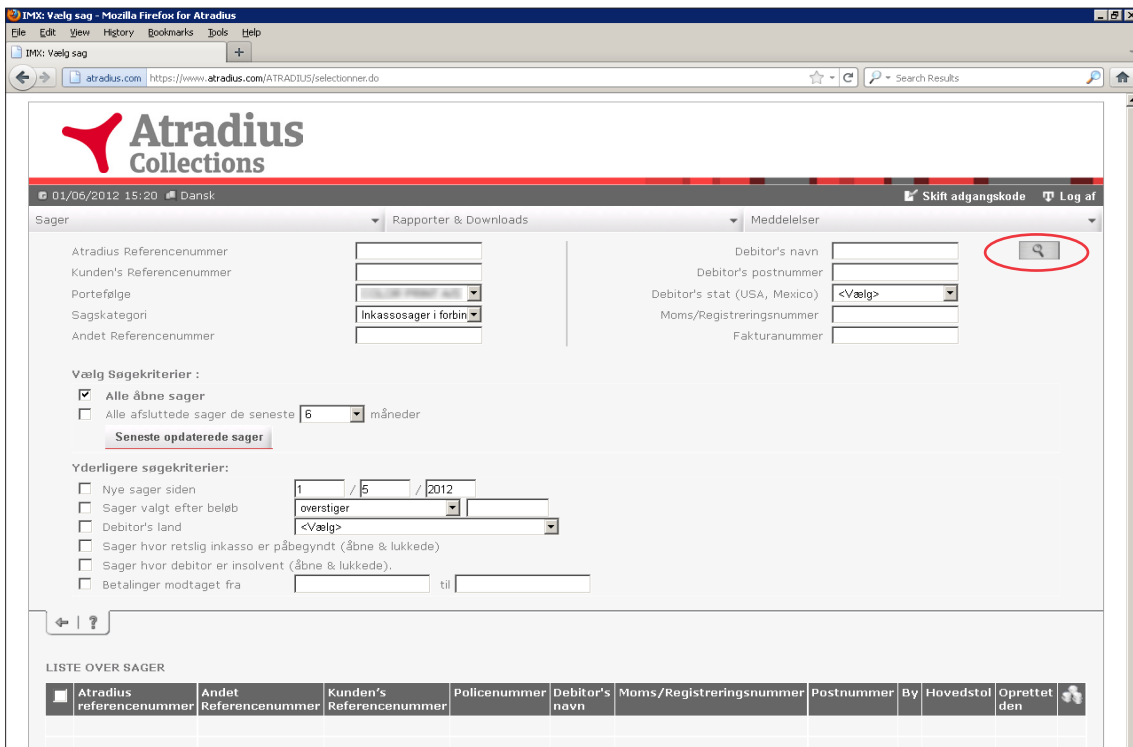 IMX: Vælg sag - Mozilla Firefox for Atradius
File Edit View History Bookmarks Tools Help
IMX: Vælg sag +
atradius.com https://www.atradius.com/ATRADIUS/selectionner.do Search Results
Atradius
Collections
01/06/2012 15:20 Dansk Skift adgangskode Log af
Sager Rapporter & Downloads Meddelelser
Atradius Referencenummer Debitor's navn
Kunden's Referencenummer Debitor's postnummer
Portefølge Debitor's stat (USA, Mexico) <Vælg>
Sagskategori Inkassosager i forbin Moms/Registreringsnummer
Andet Referencenummer Fakturanummer
Vælg Søgekriterier :
Alle åbne sager
Alle afsluttede sager de seneste 6 måneder
Seneste opdaterede sager
Yderligere søgekriterier:
Nye sager siden 1 / 5 / 2012
Sager valgt efter beløb overstiger
Debitor's land <Vælg>
Sager hvor retslig inkasso er påbegyndt (åbne & lukkede)
Sager hvor debitor er insolvent (åbne & lukkede).
Betalinger modtaget fra til
| ?
LISTE OVER SAGER
Atradius Andet Kunden's Policenummer Debitor's Moms/Registreringsnummer Postnummer By Hovedstol Oprettet
referencenummer Referencenummer Referencenummer navn den